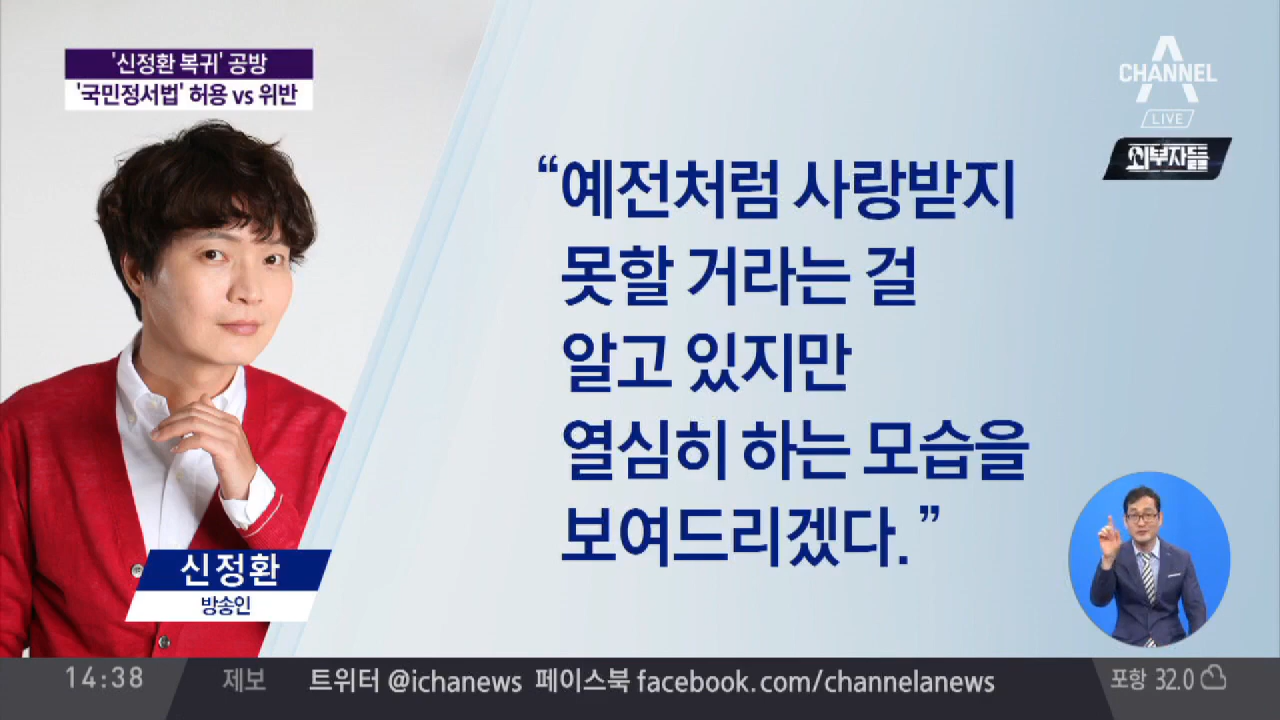 '신정환 복귀' 공방
'국민정서법' 허용 vs 위반
CHANNEL A
LIVE
외부자들
“예전처럼 사랑받지
못할 거라는 걸
알고 있지만
열심히 하는 모습을
보여드리겠다.”
신정환
방송인
14:38 제보 트위터 @ichanews 페이스북 facebook.com/channelanews 포항 32.0